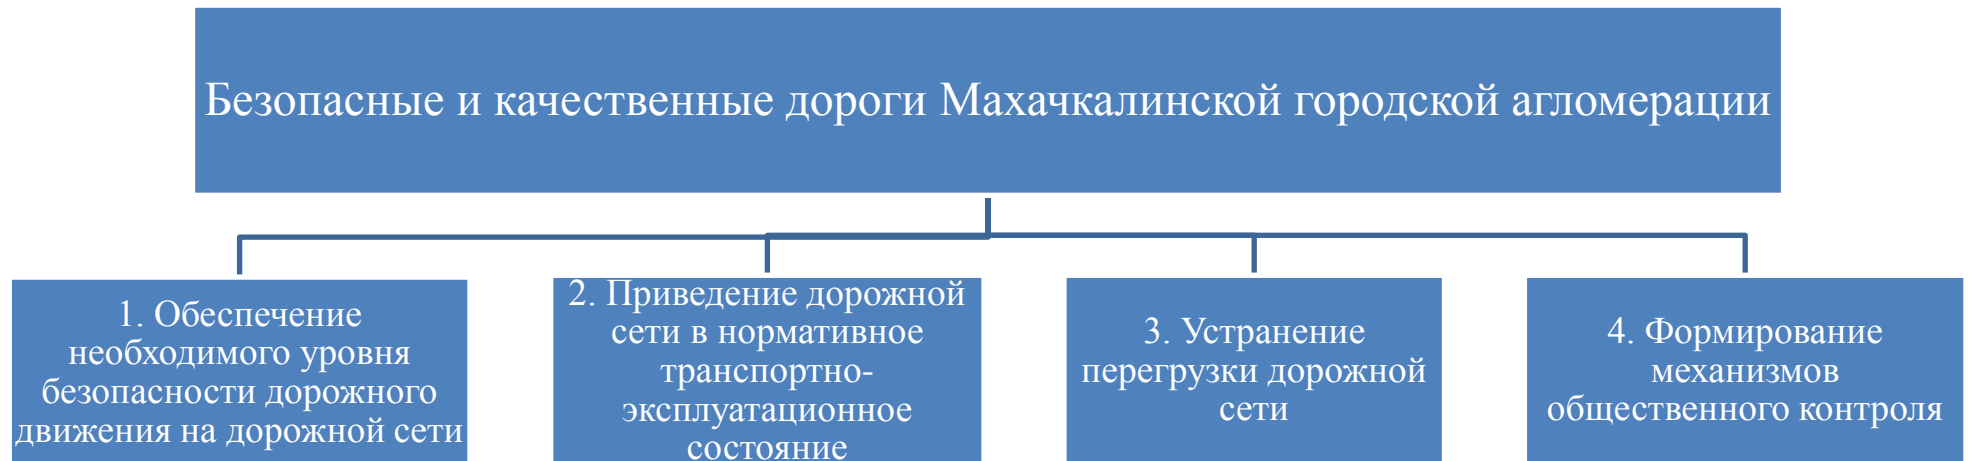 Безопасные и качественные дороги Махачкалинской городской агломерации
1. Обеспечение
необходимого уровня
безопасности дорожного
движения на дорожной сети
2. Приведение дорожной
сети в нормативное
транспортно-
эксплуатационное
состояние
3. Устранение
перегрузки дорожной
сети
4. Формирование
механизмов
общественного контроля